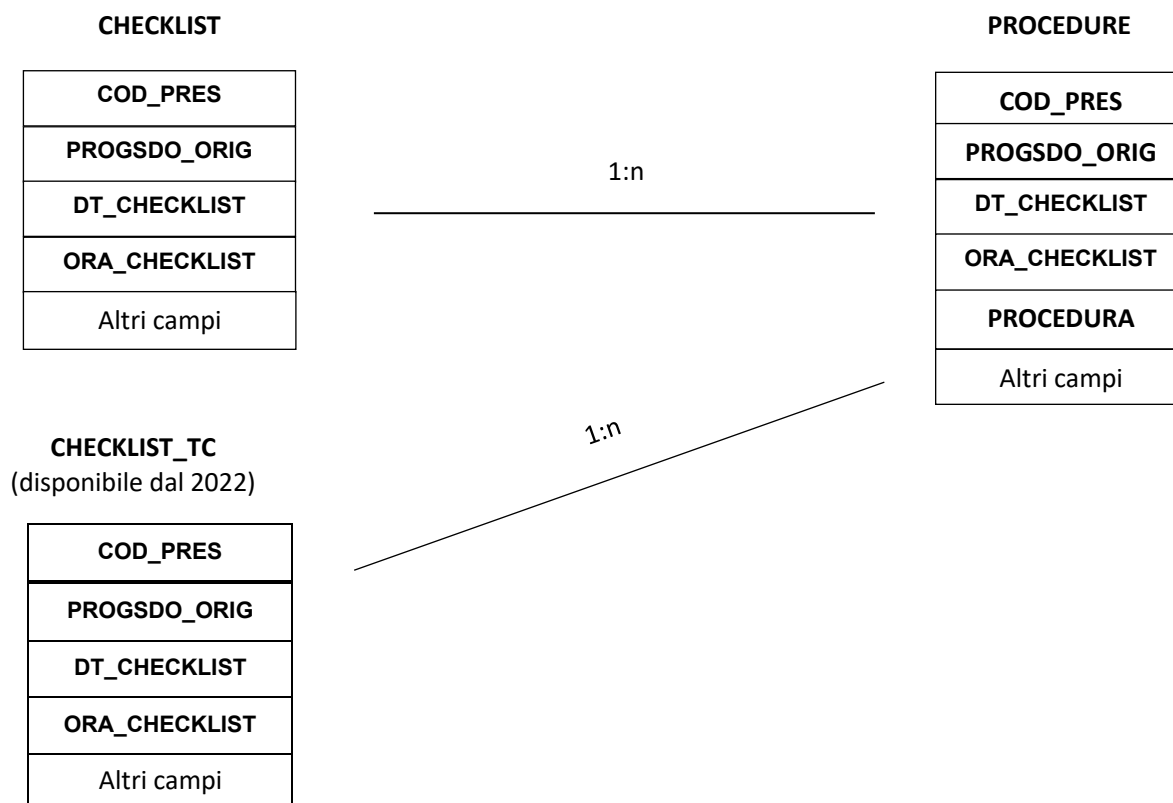 CHECKLIST
COD_PRES
PROGSDO_ORIG
DT_CHECKLIST
ORA_CHECKLIST
Altri campi
1:n
PROCEDURE
COD_PRES
PROGSDO_ORIG
DT_CHECKLIST
ORA_CHECKLIST
PROCEDURA
Altri campi
1:n
CHECKLIST_TC
(disponibile dal 2022)
COD_PRES
PROGSDO_ORIG
DT_CHECKLIST
ORA_CHECKLIST
Altri campi